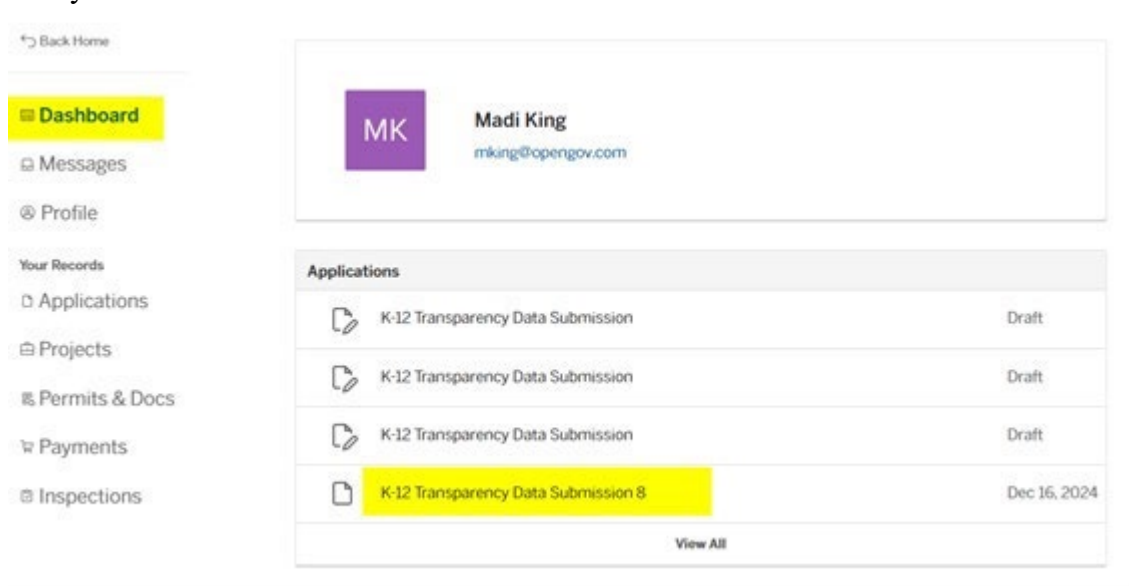 Back Home
Dashboard
Messages
Profile
Your Records
Applications
Projects
Permits & Docs
Payments
Inspections
MK
Madi King
mking@opengov.com
Applications
K-12 Transparency Data Submission Draft
K-12 Transparency Data Submission Draft
K-12 Transparency Data Submission Draft
K-12 Transparency Data Submission 8 Dec 16, 2024
View All